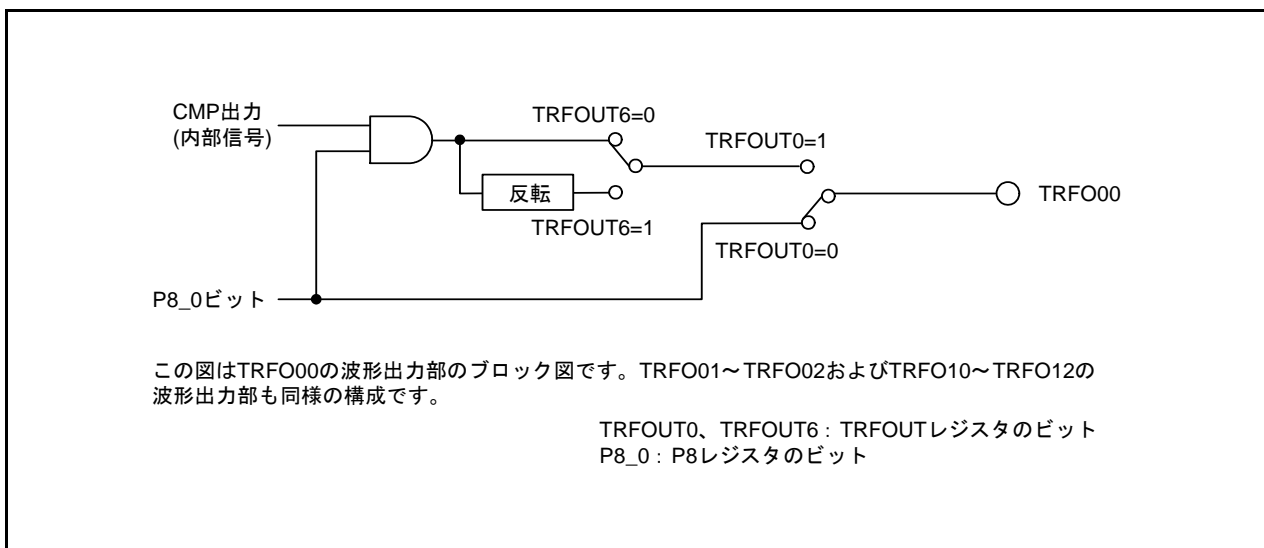 CMP出力
(内部信号)
TRFOUT6=0
TRFOUT0=1
反転
TRFO00
TRFOUT6=1
TRFOUT0=0
P8_0ビット
この図はTRFO00の波形出力部のブロック図です。TRFO01～TRFO02およびTRFO10～TRFO12の
波形出力部も同様の構成です。
TRFOUT0、TRFOUT6：TRFOUTレジスタのビット
P8_0：P8レジスタのビット